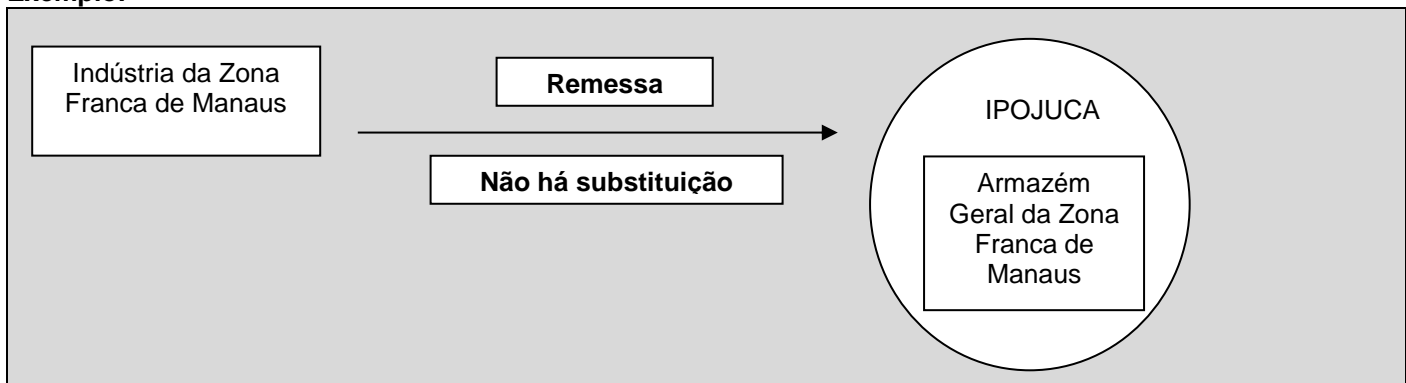 Exemplo:
Indústria da Zona
Franca de Manaus
Remessa
Não há substituição
IPOJUCA
Armazém
Geral da Zona
Franca de
Manaus